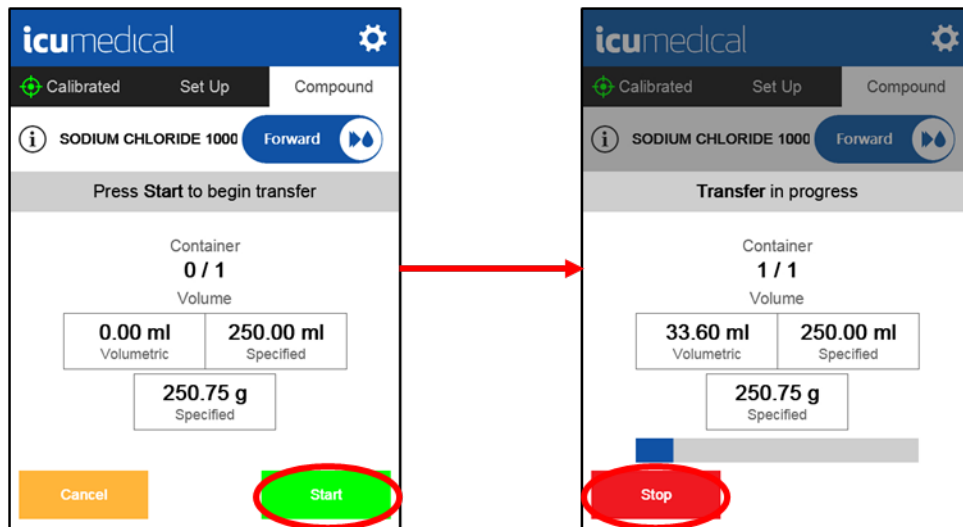 icumedical
Calibrated Set Up Compound
SODIUM CHLORIDE 1000 Forward
Press Start to begin transfer
Container
0 / 1
Volume
0.00 ml 250.00 ml
Volumetric Specified
250.75 g
Specified
Cancel Start
icumedical
Calibrated Set Up Compound
SODIUM CHLORIDE 1000 Forward
Transfer in progress
Container
1 / 1
Volume
33.60 ml 250.00 ml
Volumetric Specified
250.75 g
Specified
Stop